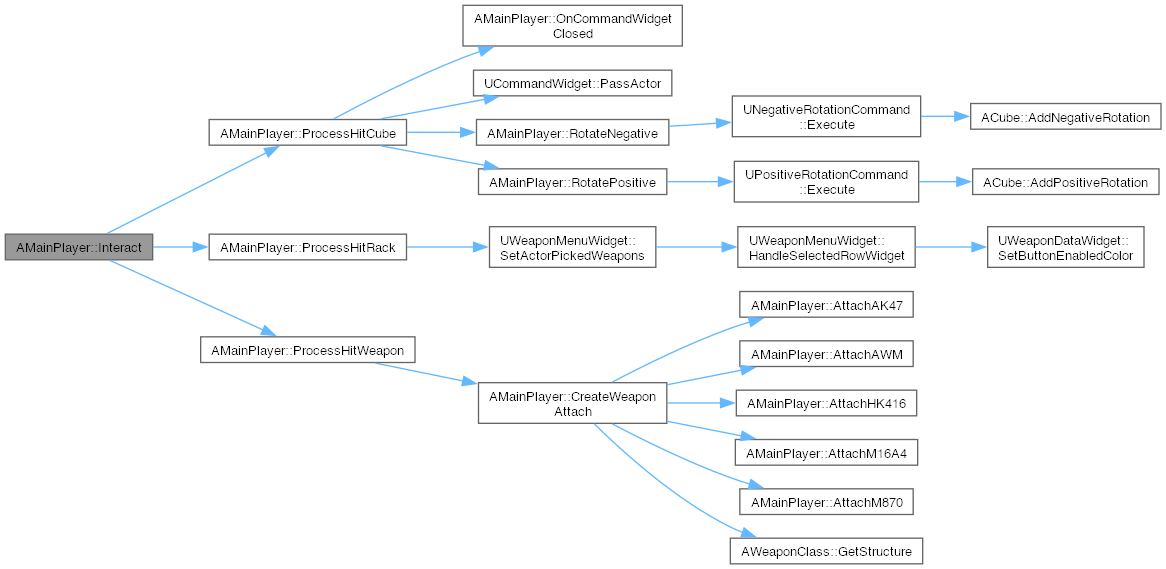 AMainPlayer::OnCommandWidget
Closed
UCommandWidget::PassActor
AMainPlayer::ProcessHitCube
AMainPlayer::RotateNegative
UNegativeRotationCommand
::Execute
ACube::AddNegativeRotation
AMainPlayer::RotatePositive
UPositiveRotationCommand
::Execute
ACube::AddPositiveRotation
AMainPlayer::Interact
AMainPlayer::ProcessHitRack
UWeaponMenuWidget::
SetActorPickedWeapons
UWeaponMenuWidget::
HandleSelectedRowWidget
UWeaponDataWidget::
SetButtonEnabledColor
AMainPlayer::ProcessHitWeapon
AMainPlayer::CreateWeapon
Attach
AMainPlayer::AttachAK47
AMainPlayer::AttachAWM
AMainPlayer::AttachHK416
AMainPlayer::AttachM16A4
AMainPlayer::AttachM870
AWeaponClass::GetStructure